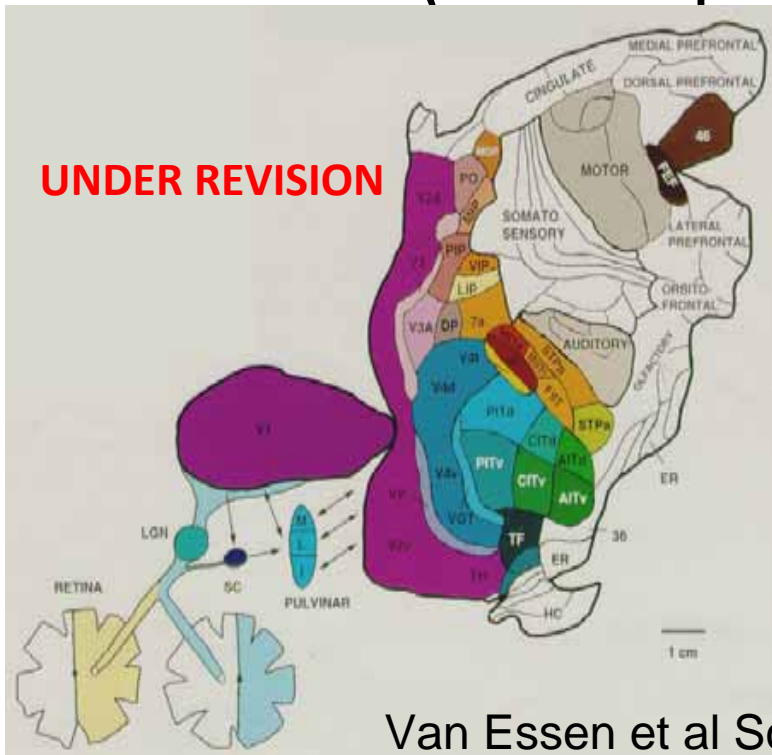 MEDIAL PREFRONTAL
CINGULATE
DORSAL PREFRONTAL
46
UNDER REVISION
MOTOR
FEF
PO
V2d
SOMATO
SENSORY
LATERAL
PREFRONTAL
PIP
VIP
LIP
ORBITO-
FRONTAL
V3A
DP
7a
AUDITORY
STPp
OLFACTORY
V4t
V4d
FST
PITd
STPa
V1
CITd
AITd
PITv
CITv
AITv
ER
V4v
VP
M
VOT
LGN
L
V2v
TF
36
I
ER
RETINA
SC
TH
PULVINAR
HC
1 cm
Van Essen et al